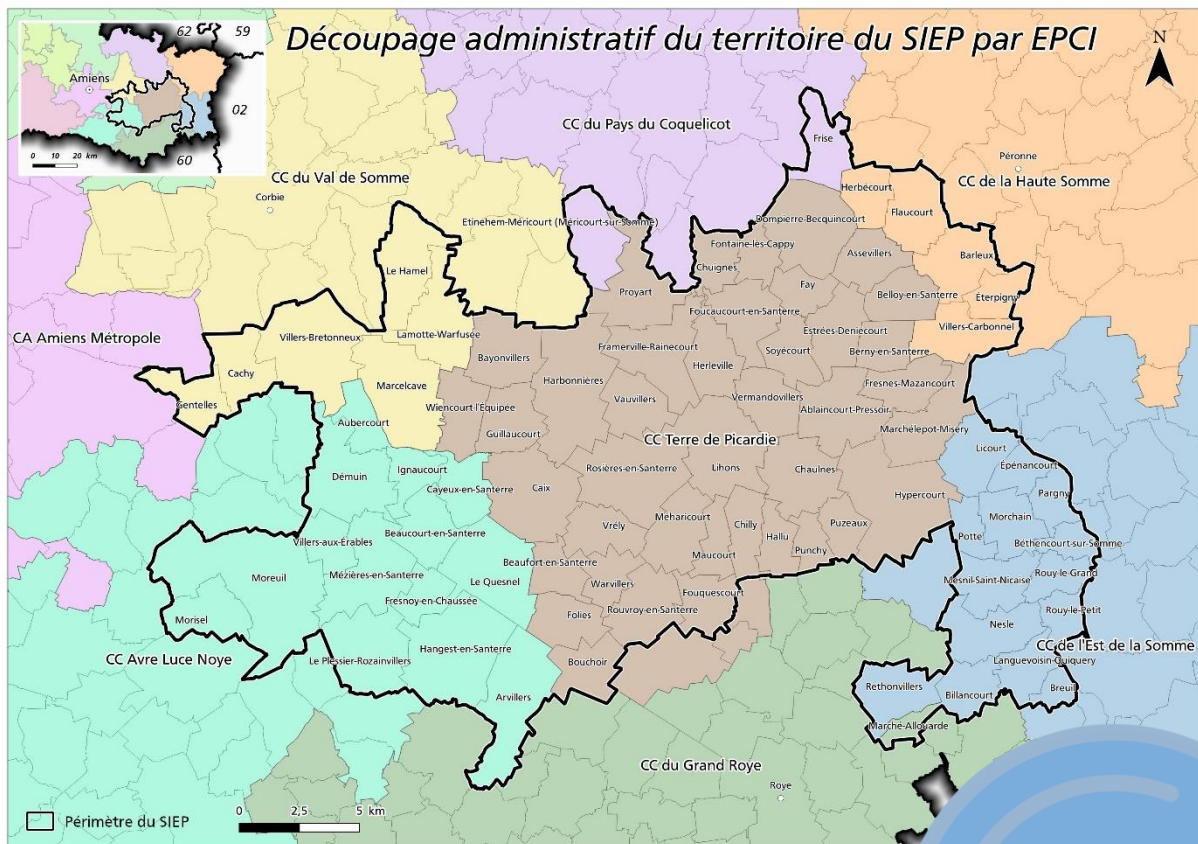 Découpage administratif du territoire du SIEP par EPCI
62
59
Amiens
02
60
0 10 20 km
N
CC du Pays du Coquelicot
Frise
Péronne
CC du Val de Somme
Herbécourt
CC de la Haute Somme
Corbie
Flaucourt
Etinehem-Méricourt (Méricourt-sur-Somme)
Dompierre-Becquincourt
Fontaine-lès-Cappy
Assevillers
Barleux
Le Hamel
Chuignes
Fay
Proyart
Belloy-en-Santerre
Éterpigny
Foucaucourt-en-Santerre
CA Amiens Métropole
Villers-Bretonneux
Lamotte-Warfusée
Estrées-Deniécourt
Villers-Carbonnel
Framerville-Rainecourt
Soyécourt
Berny-en-Santerre
Bayonvillers
Herleville
Cachy
Harbonnières
Marcelcave
Fresnes-Mazancourt
Gentelles
Vauvillers
Vermandovillers
Wiencourt l'Équipée
Ablaincourt-Pressoir
Aubercourt
Guillaucourt
CC Terre de Picardie
Marchélepot-Misery
Licourt
Démuin
Ignaucourt
Rosières-en-Santerre
Lihons
Chaulnes
Épénancourt
Cayeux-en-Santerre
Caix
Hypercourt
Pargny
Méharicourt
Morchain
Vrély
Chilly
Puzeaux
Villers-aux-Érables
Beaucourt-en-Santerre
Hallu
Potte
Béthencourt-sur-Somme
Maucourt
Punchy
Beaufort-en-Santerre
Moreuil
Mézières-en-Santerre
Le Quesnel
Warvillers
Mesnil-Saint-Nicaise
Rouy-le-Grand
Fouquescourt
Fresnoy-en-Chaussée
Folies
Rouvroy-en-Santerre
Rouy-le-Petit
Morisel
Nesle
Hangest-en-Santerre
CC de l'Est de la Somme
CC Avre Luce Noye
Le Plessier-Rozainvillers
Bouchoir
Languevoisin-Quiquery
Rethonvillers
Billancourt
Breuil
Arvillers
Marché-Allouarde
CC du Grand Roye
Roye
Périmètre du SIEP
0 2,5 5 km